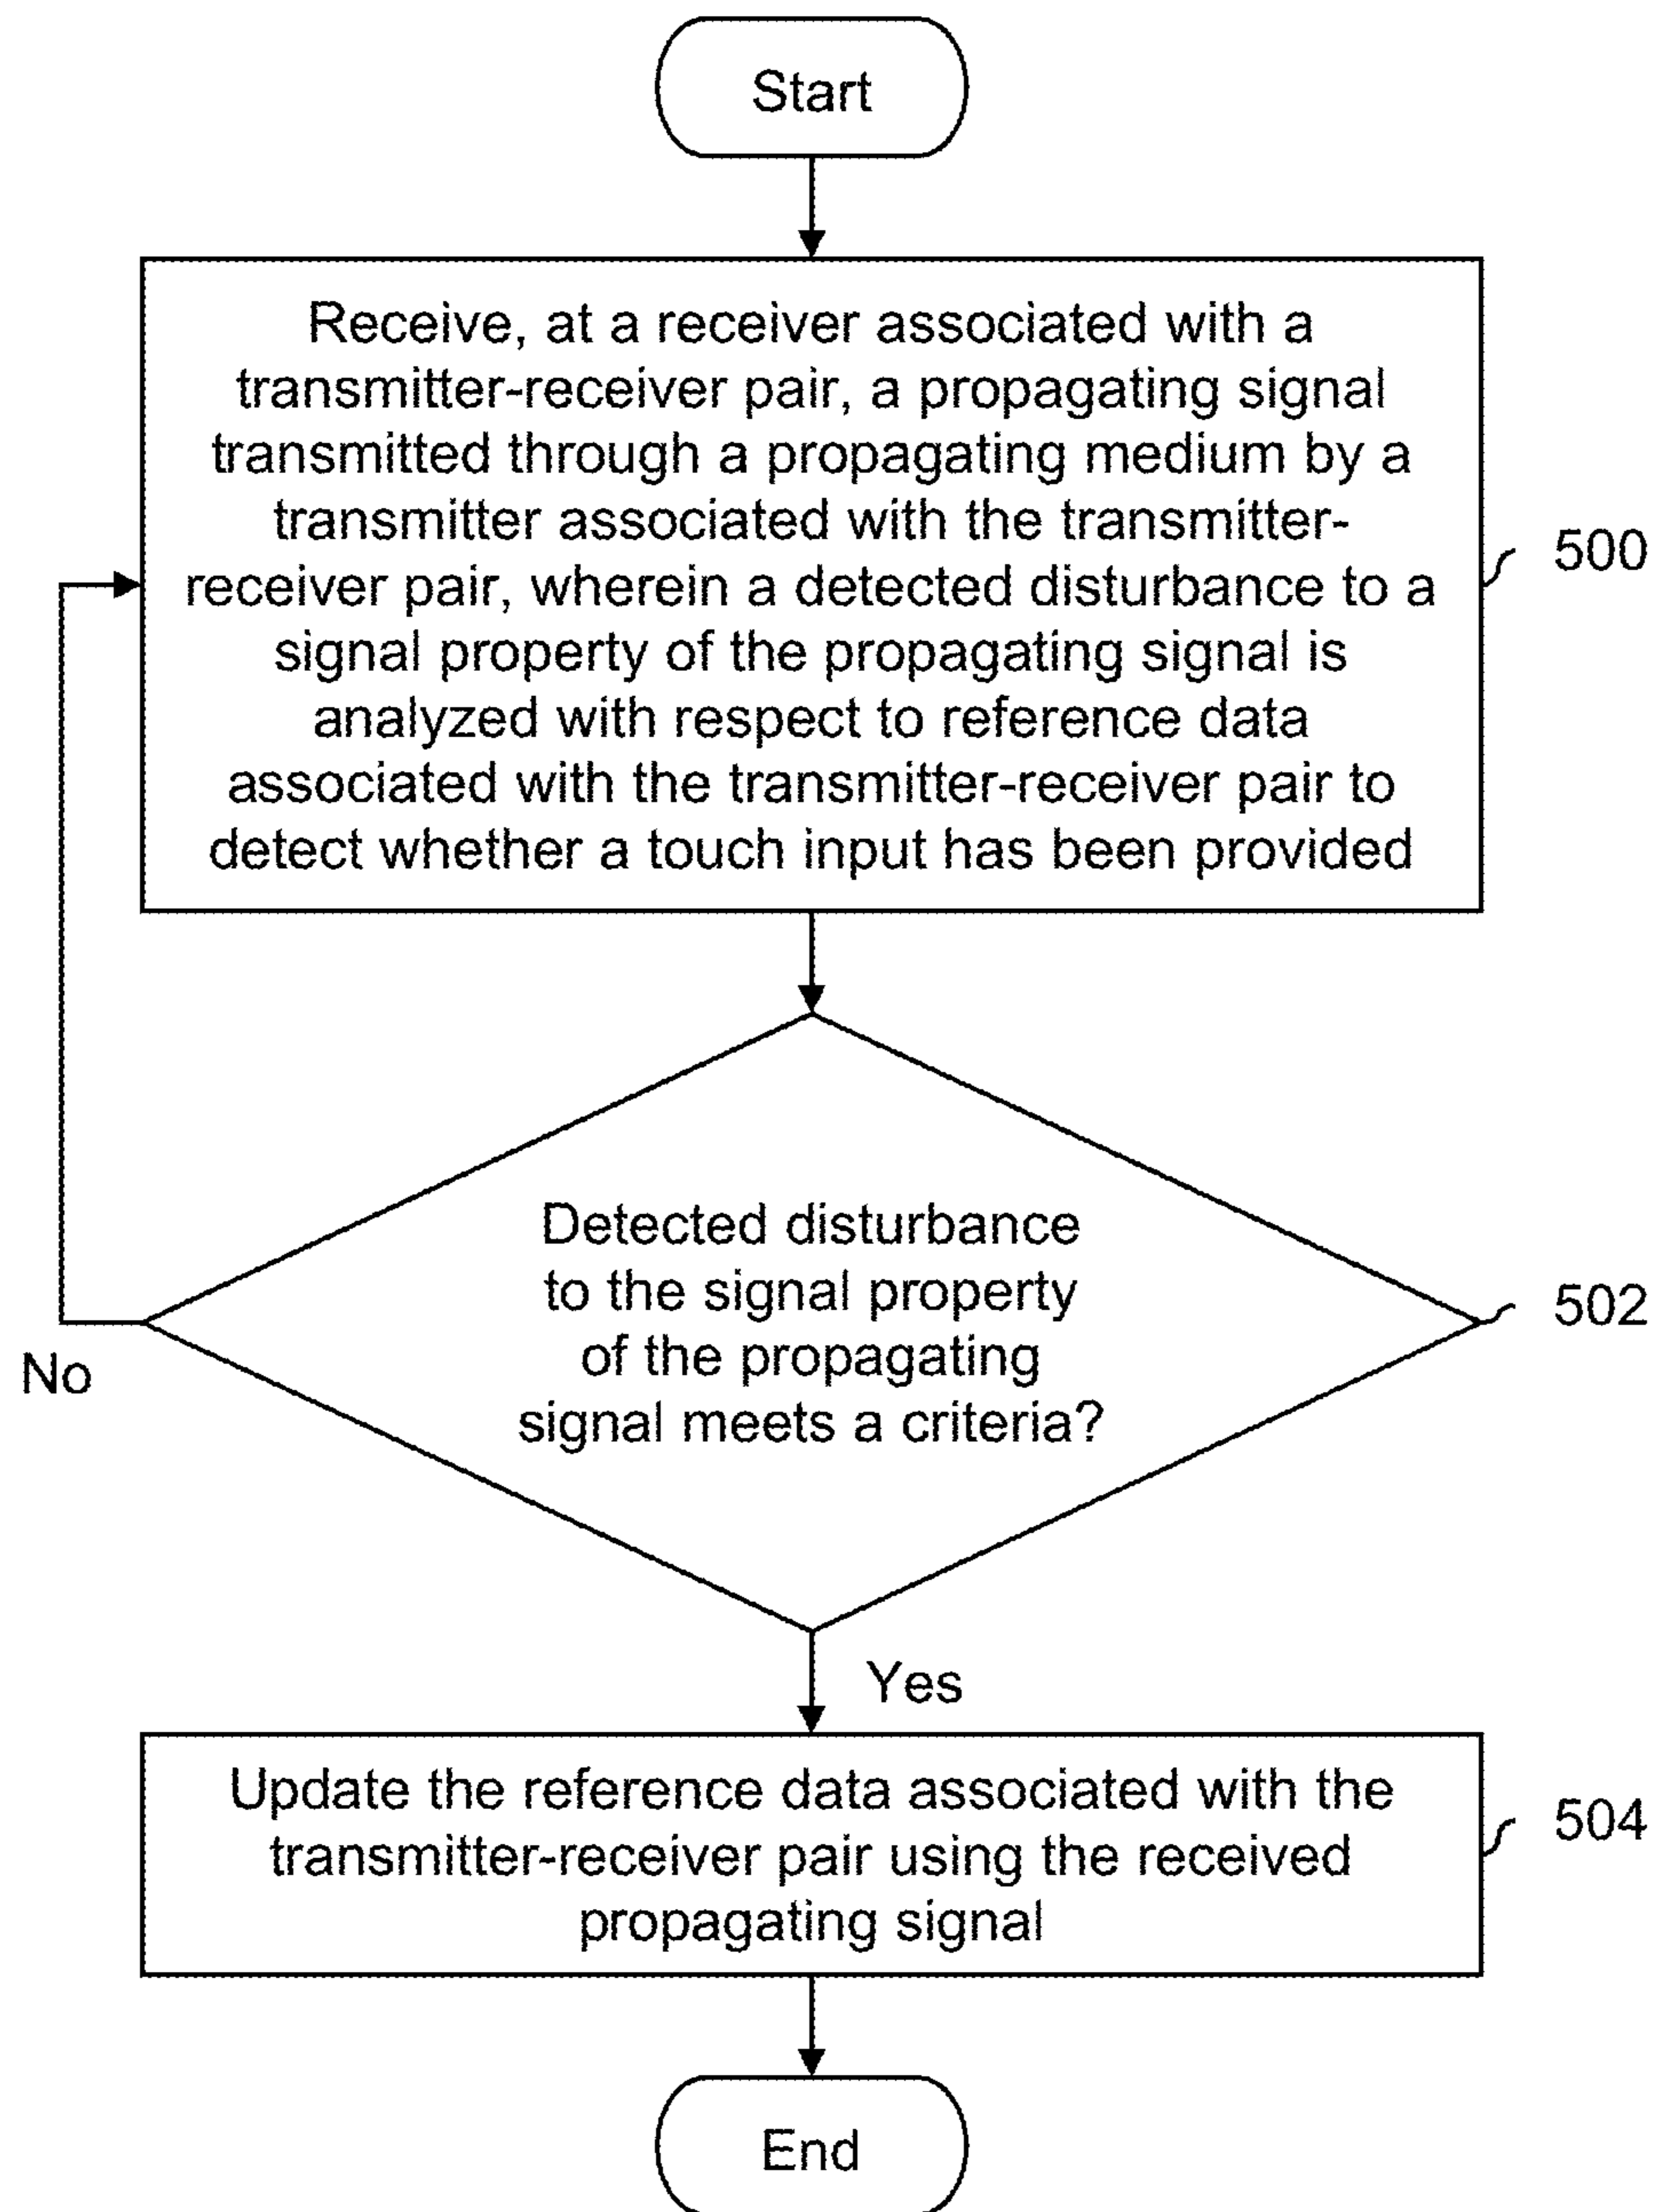 Start
Receive, at a receiver associated with a
transmitter-receiver pair, a propagating signal
transmitted through a propagating medium by a
transmitter associated with the transmitter-
receiver pair, wherein a detected disturbance to a
signal property of the propagating signal is
analyzed with respect to reference data
associated with the transmitter-receiver pair to
detect whether a touch input has been provided
500
Detected disturbance
to the signal property
of the propagating
signal meets a criteria?
502
No
Yes
Update the reference data associated with the
transmitter-receiver pair using the received
propagating signal
504
End